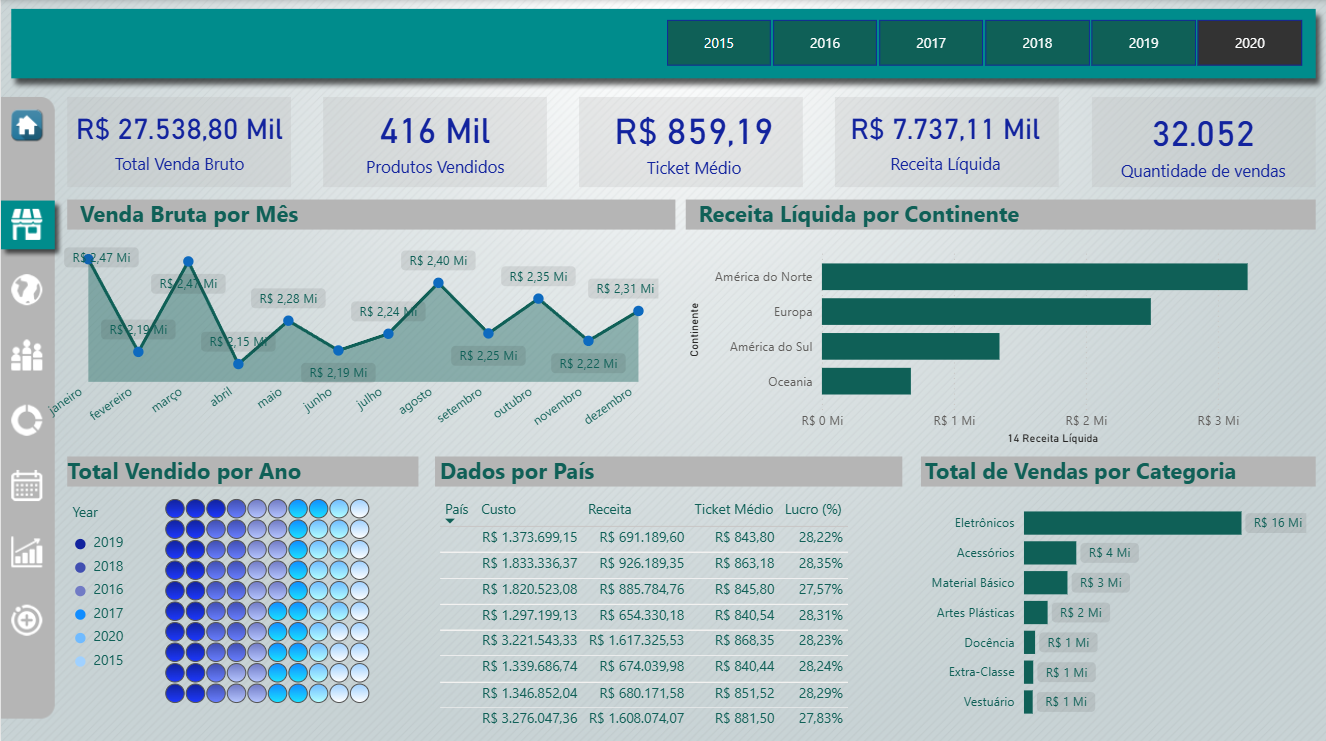 2015 2016 2017 2018 2019 2020
R$ 27.538,80 Mil
Total Venda Bruto
416 Mil
Produtos Vendidos
R$ 859,19
Ticket Médio
R$ 7.737,11 Mil
Receita Líquida
32.052
Quantidade de vendas
Venda Bruta por Mês
R$ 2,47 Mi
R$ 2,19 Mi
R$ 2,47 Mi
R$ 2,15 Mi
R$ 2,28 Mi
R$ 2,19 Mi
R$ 2,24 Mi
R$ 2,40 Mi
R$ 2,25 Mi
R$ 2,35 Mi
R$ 2,22 Mi
R$ 2,31 Mi
janeiro fevereiro março abril maio junho julho agosto setembro outubro novembro dezembro
Receita Líquida por Continente
Continente
América do Norte
Europa
América do Sul
Oceania
R$ 0 Mi R$ 1 Mi R$ 2 Mi R$ 3 Mi
14 Receita Líquida
Total Vendido por Ano
Year
2019
2018
2016
2017
2020
2015
Dados por País
País Custo Receita Ticket Médio Lucro (%)
R$ 1.373.699,15 R$ 691.189,60 R$ 843,80 28,22%
R$ 1.833.336,37 R$ 926.189,35 R$ 863,18 28,35%
R$ 1.820.523,08 R$ 885.784,76 R$ 845,80 27,57%
R$ 1.297.199,13 R$ 654.330,18 R$ 840,54 28,31%
R$ 3.221.543,33 R$ 1.617.325,53 R$ 868,35 28,23%
R$ 1.339.686,74 R$ 674.039,98 R$ 840,44 28,24%
R$ 1.346.852,04 R$ 680.171,58 R$ 851,52 28,29%
R$ 3.276.047,36 R$ 1.608.074,07 R$ 881,50 27,83%
Total de Vendas por Categoria
Eletrônicos R$ 16 Mi
Acessórios R$ 4 Mi
Material Básico R$ 3 Mi
Artes Plásticas R$ 2 Mi
Docência R$ 1 Mi
Extra-Classe R$ 1 Mi
Vestuário R$ 1 Mi